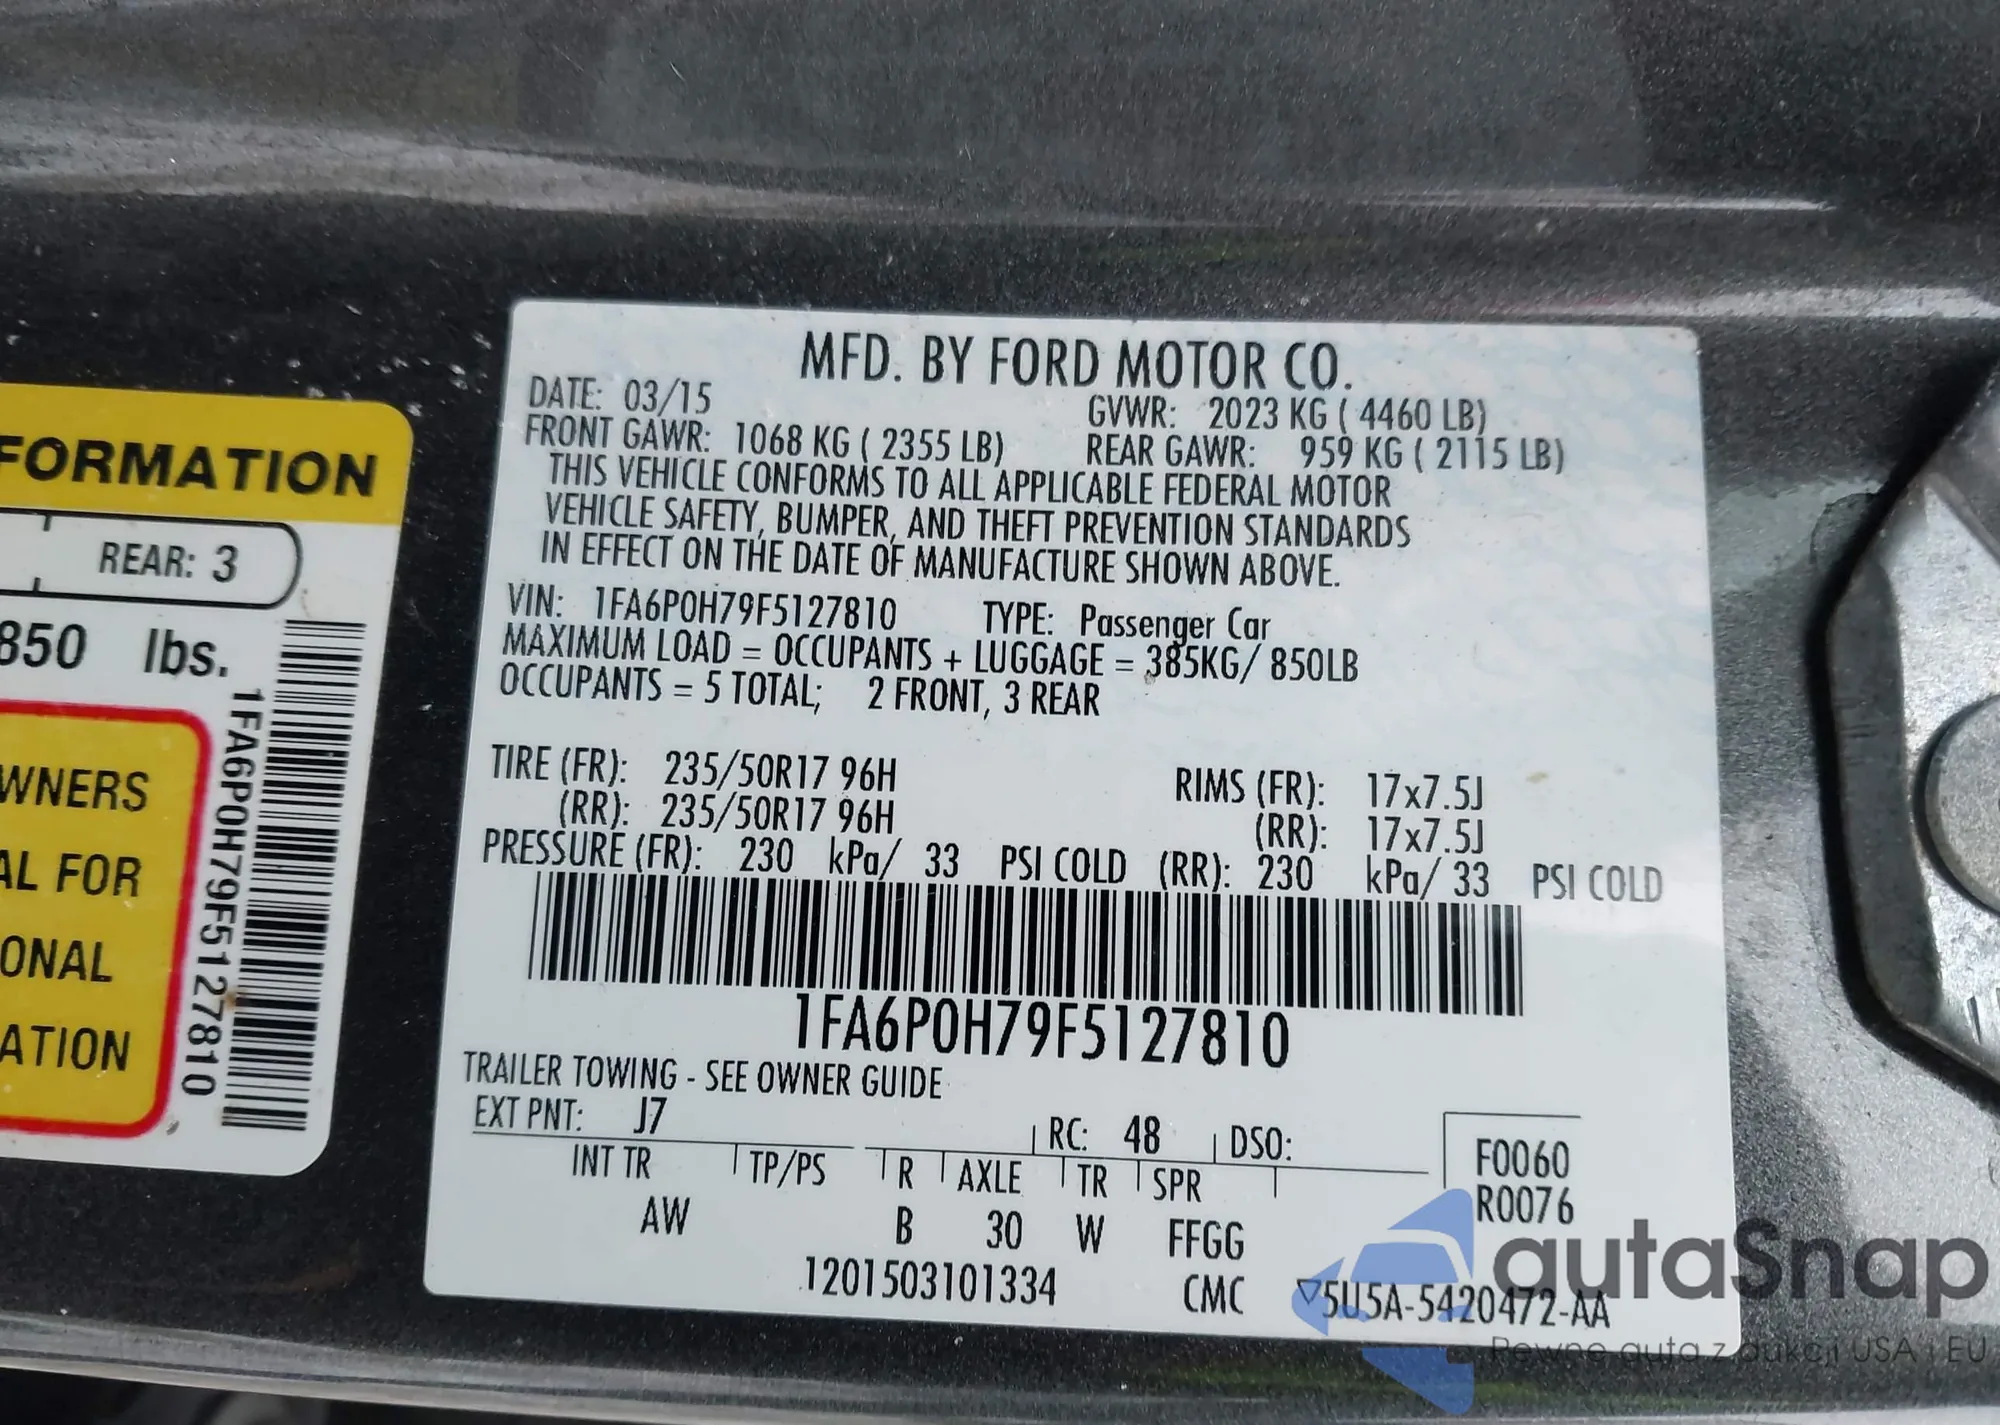 FORMATION
REAR: 3
850 lbs.
WNERS
AL FOR
ONAL
ATION
1FA6P0H79F5127810
MFD. BY FORD MOTOR CO.
DATE: 03/15 GVWR: 2023 KG ( 4460 LB)
FRONT GAWR: 1068 KG ( 2355 LB) REAR GAWR: 959 KG ( 2115 LB)
THIS VEHICLE CONFORMS TO ALL APPLICABLE FEDERAL MOTOR
VEHICLE SAFETY, BUMPER, AND THEFT PREVENTION STANDARDS
IN EFFECT ON THE DATE OF MANUFACTURE SHOWN ABOVE.
VIN: 1FA6P0H79F5127810 TYPE: Passenger Car
MAXIMUM LOAD = OCCUPANTS + LUGGAGE = 385KG/ 850LB
OCCUPANTS = 5 TOTAL; 2 FRONT, 3 REAR
TIRE (FR): 235/50R17 96H RIMS (FR): 17x7.5J
(RR): 235/50R17 96H (RR): 17x7.5J
PRESSURE (FR): 230 kPa/ 33 PSI COLD (RR): 230 kPa/ 33 PSI COLD
1FA6P0H79F5127810
TRAILER TOWING - SEE OWNER GUIDE
EXT PNT: J7 RC: 48 DSO:
INT TR TP/PS R AXLE TR SPR
AW B 30 W FFGG
F0060
R0076
1201503101334 CMC ▽5U5A-5420472-AA
autaSnap
Pewne auta z aukcji USA i EU